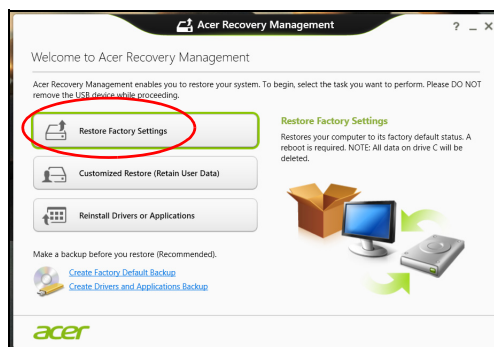 Acer Recovery Management
? _ X
Welcome to Acer Recovery Management
Acer Recovery Management enables you to restore your system. To begin, select the task you want to perform. Please DO NOT
remove the USB device while proceeding.
Restore Factory Settings
Customized Restore (Retain User Data)
Reinstall Drivers or Applications
Restore Factory Settings
Restores your computer to its factory default status. A
reboot is required. NOTE: All data on drive C will be
deleted.
Make a backup before you restore (Recommended).
Create Factory Default Backup
Create Drivers and Applications Backup
acer